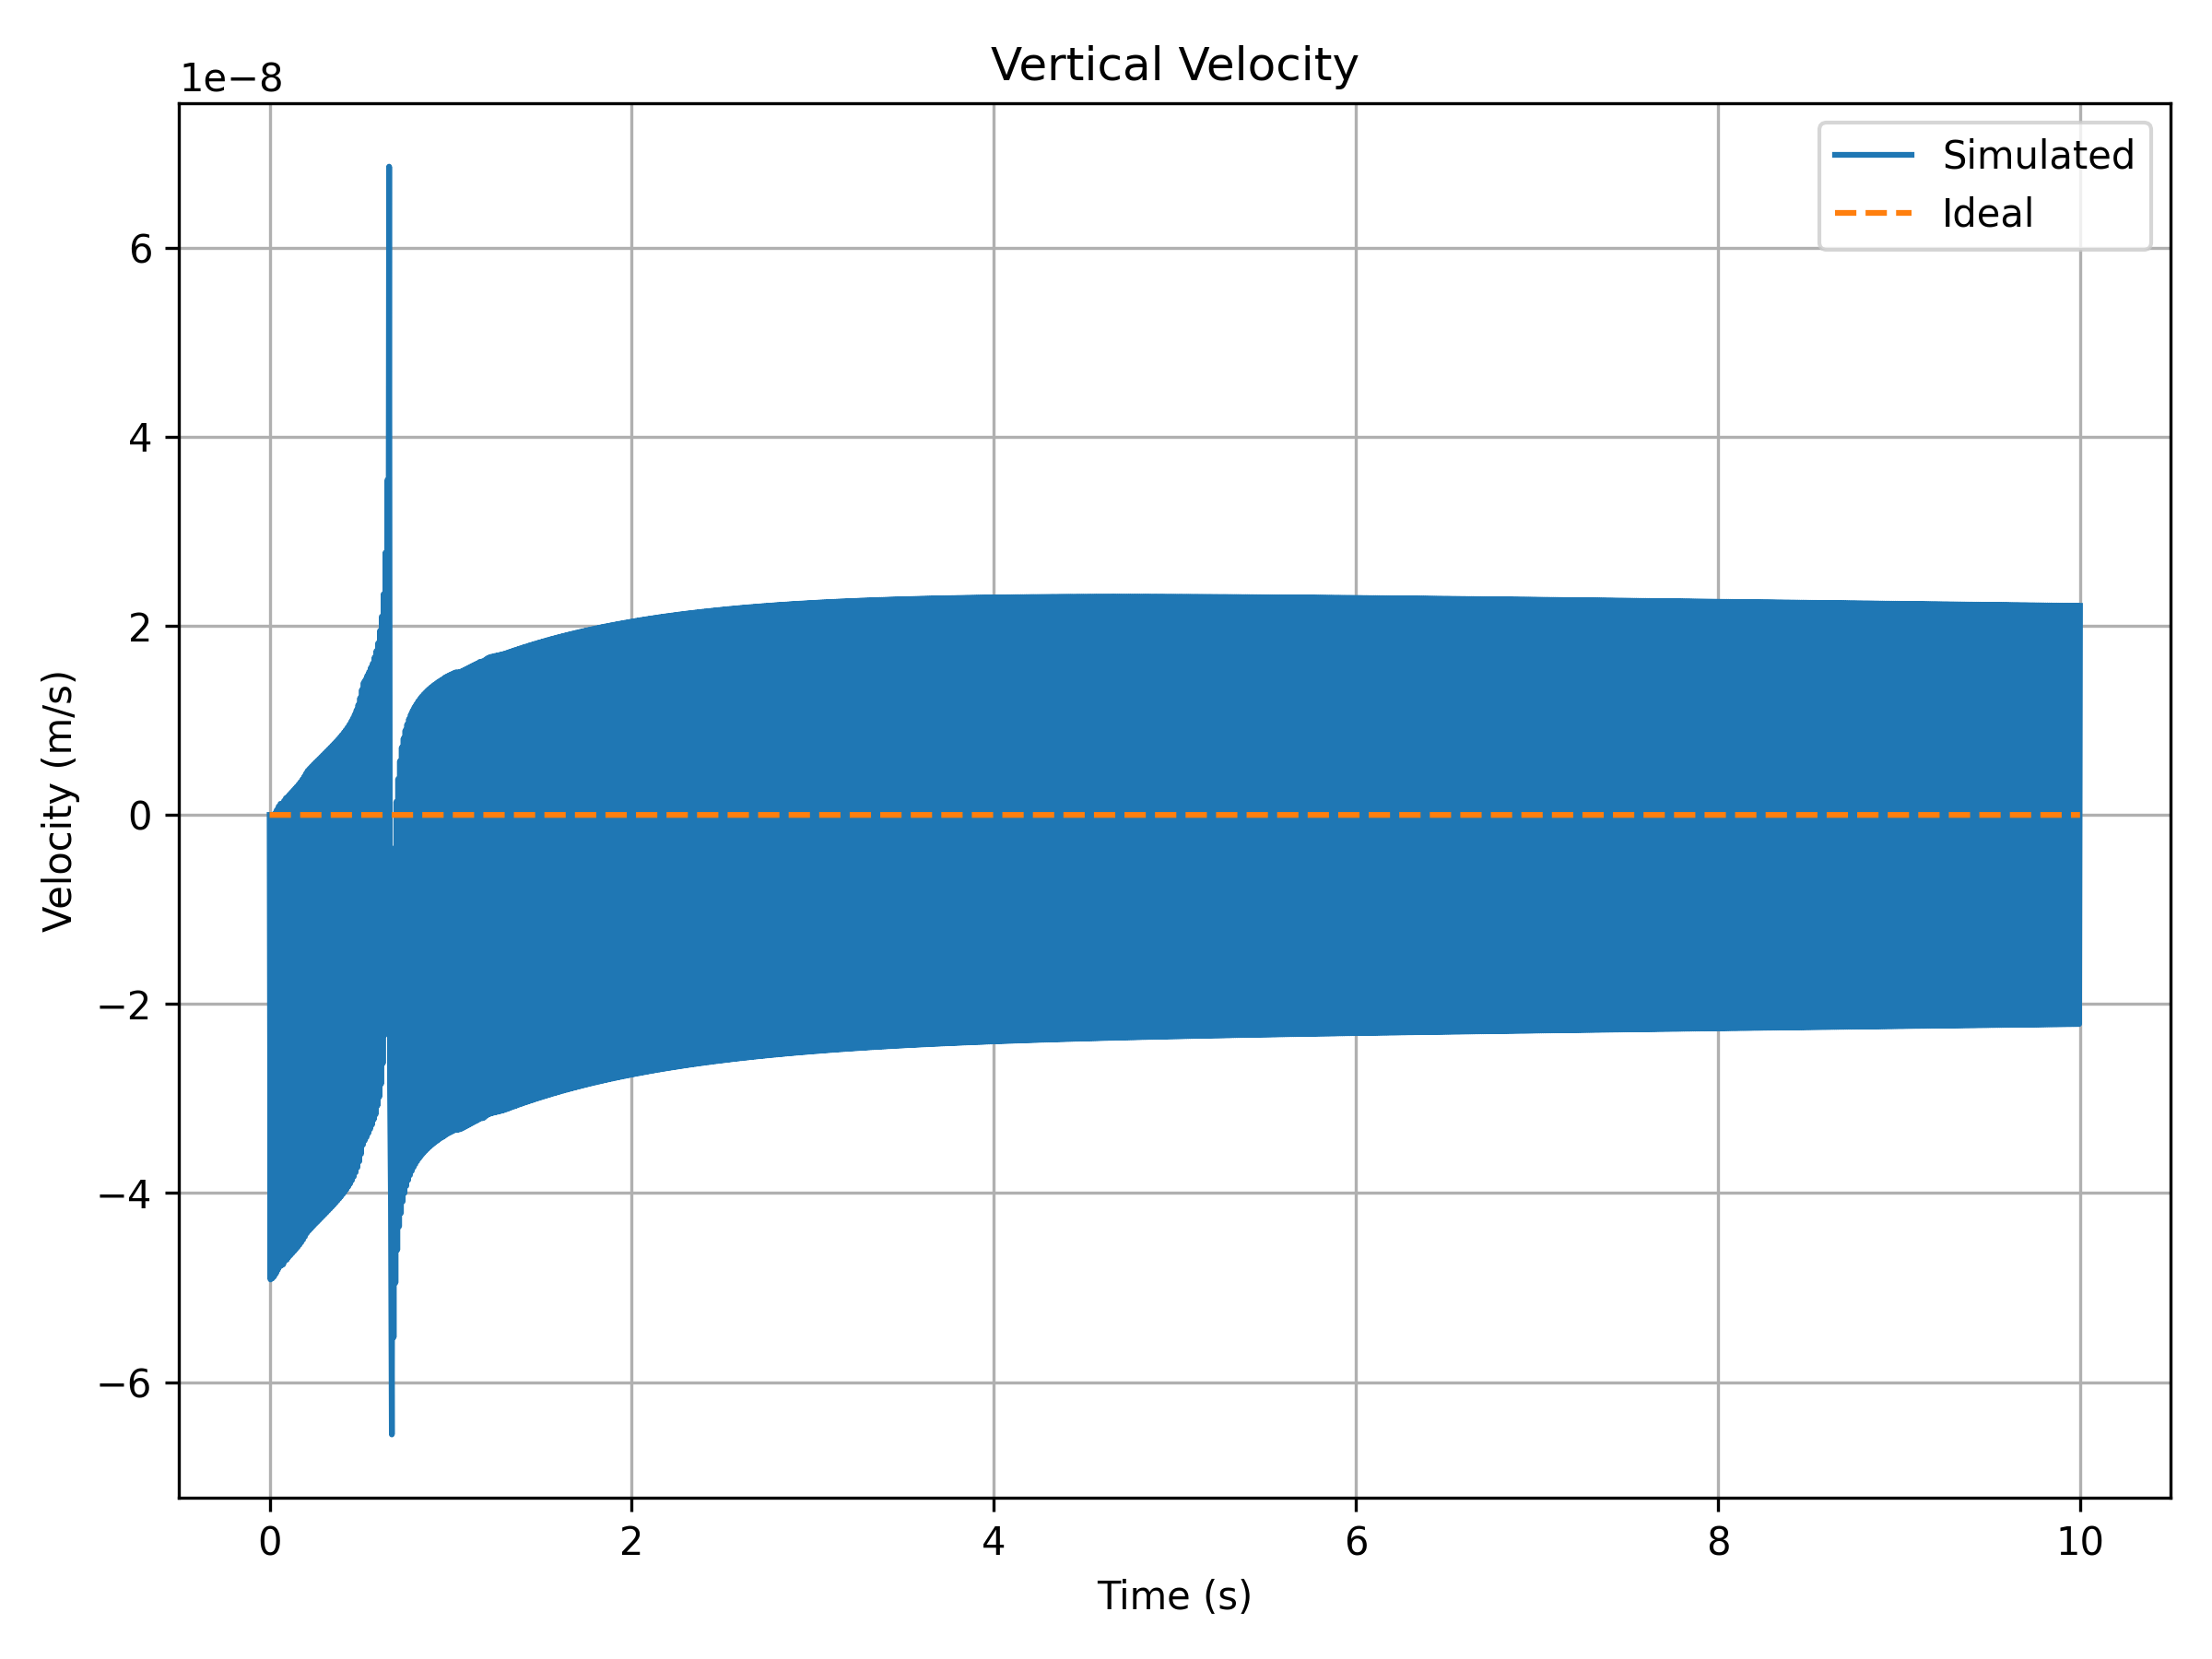 Vertical Velocity
1e−8
Simulated
Ideal
6
4
2
0
−2
−4
−6
Velocity (m/s)
0 2 4 6 8 10
Time (s)